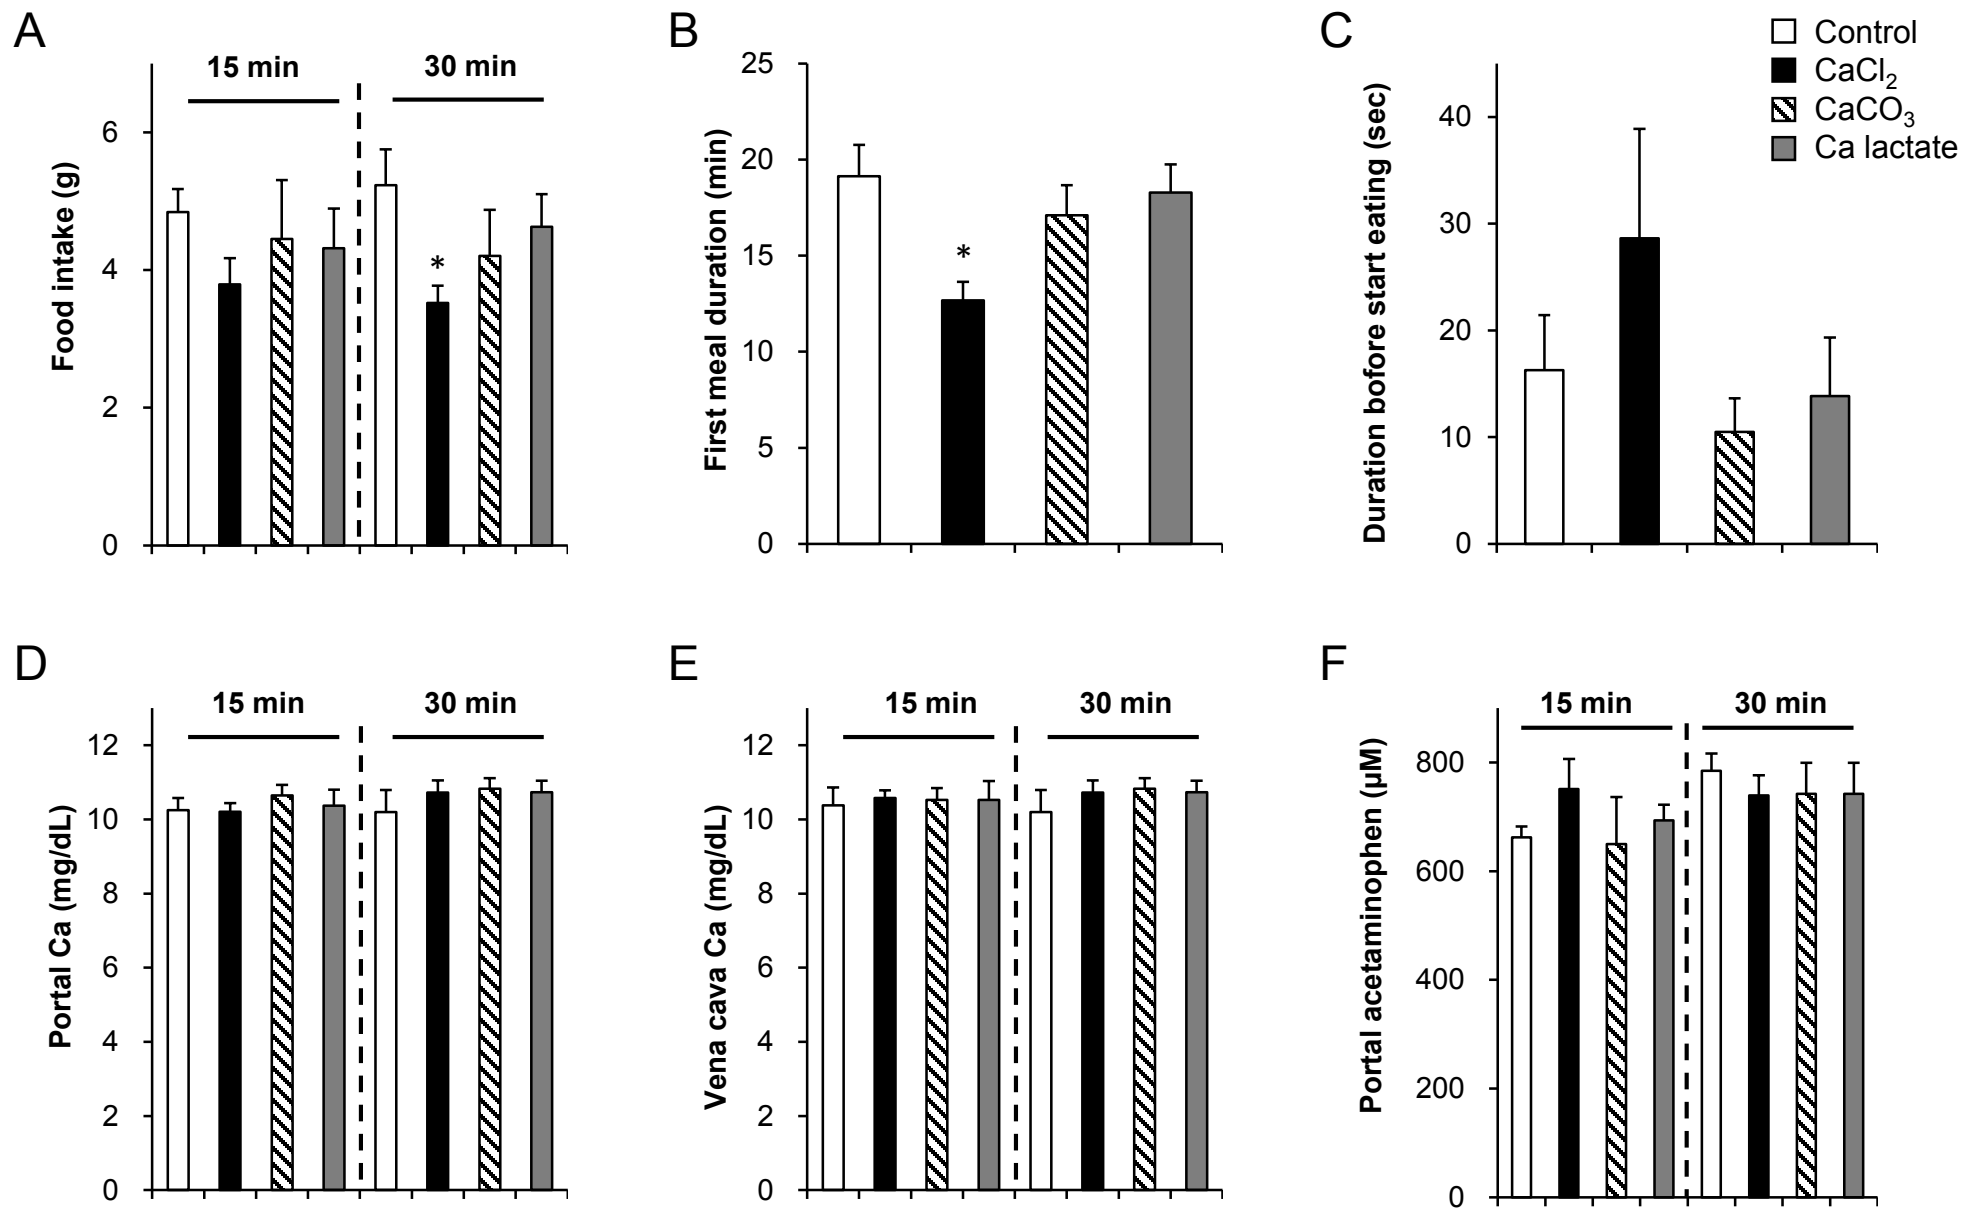 A
15 min
30 min
Food intake (g)
6
4
2
0
*
B
First meal duration (min)
25
20
15
10
5
0
*
C
Duration bofore start eating (sec)
40
30
20
10
0
Control
CaCl2
CaCO3
Ca lactate
D
15 min
30 min
Portal Ca (mg/dL)
12
10
8
6
4
2
0
E
15 min
30 min
Vena cava Ca (mg/dL)
12
10
8
6
4
2
0
F
15 min
30 min
Portal acetaminophen (μM)
800
600
400
200
0